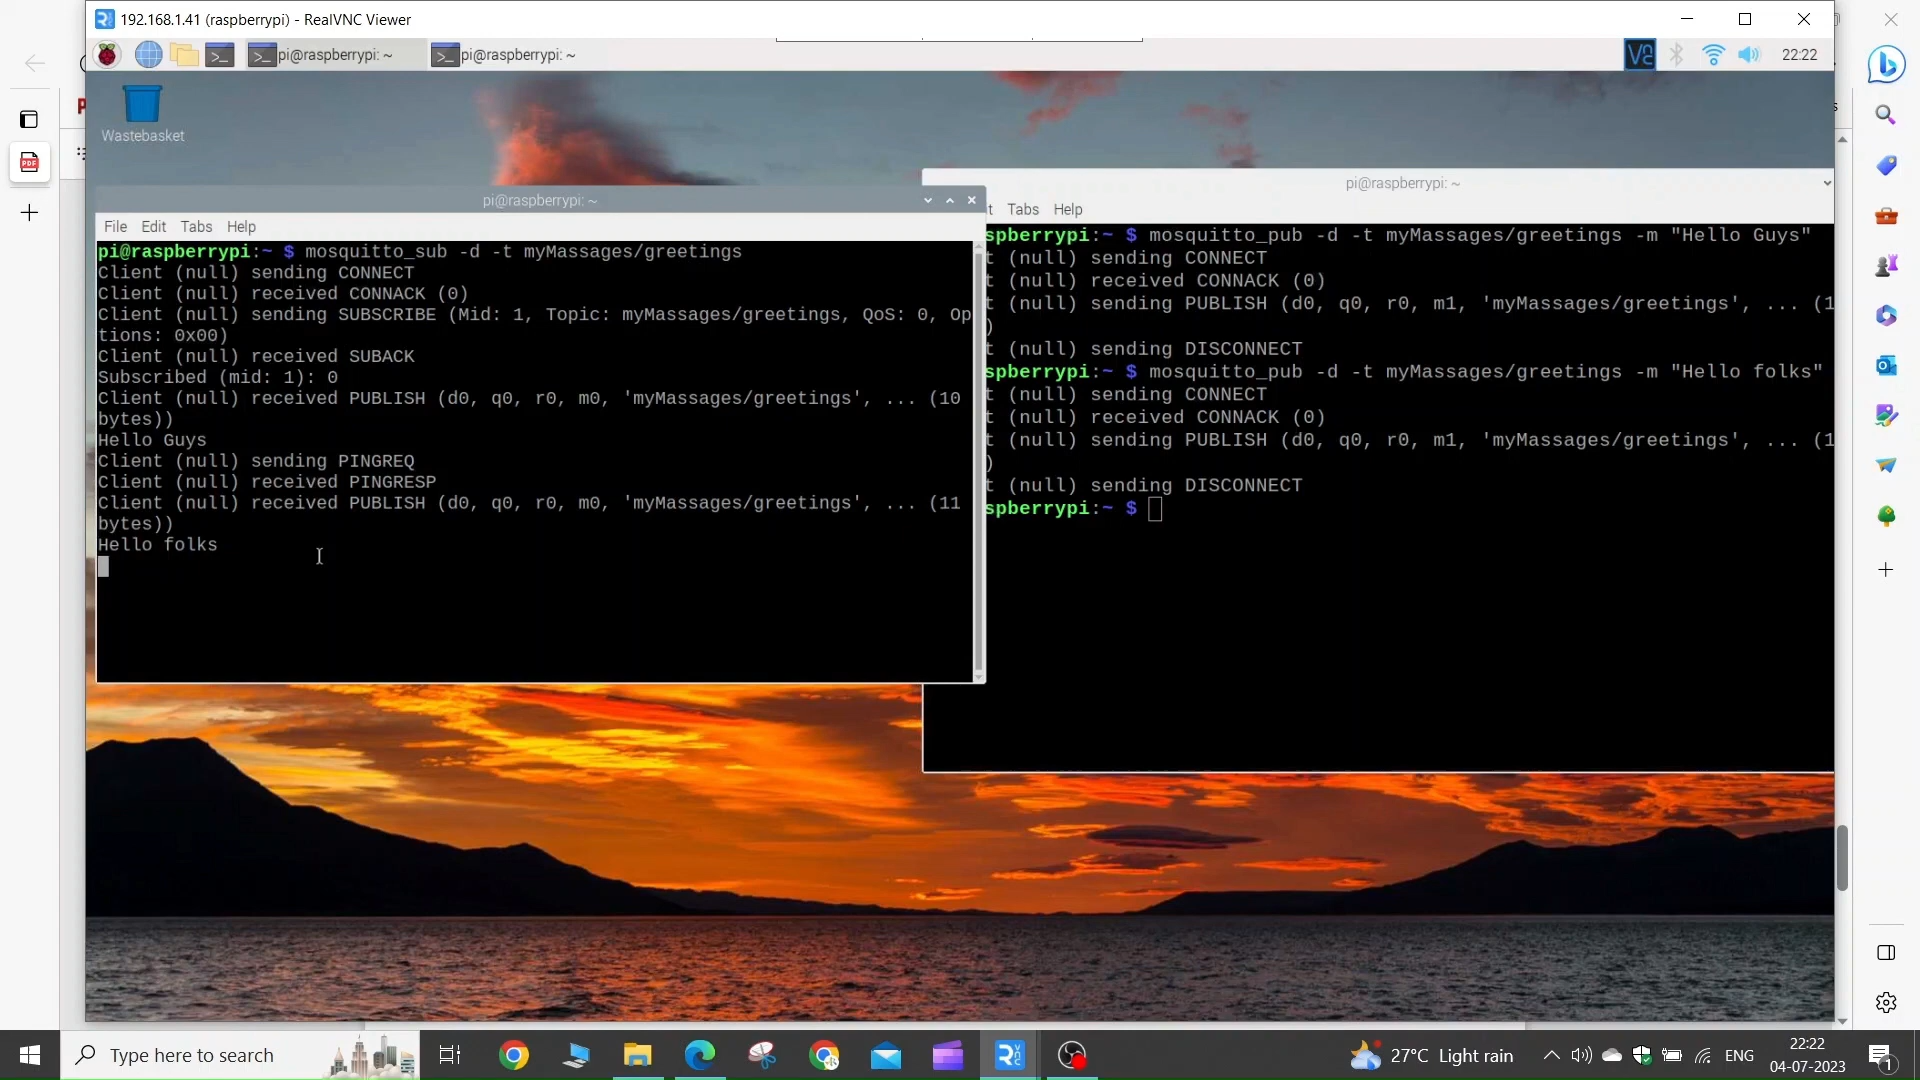 192.168.1.41 (raspberrypi) - RealVNC Viewer
pi@raspberrypi: ~
pi@raspberrypi: ~
22:22
Wastebasket
pi@raspberrypi: ~
File Edit Tabs Help
pi@raspberrypi:~ $ mosquitto_sub -d -t myMassages/greetings
Client (null) sending CONNECT
Client (null) received CONNACK (0)
Client (null) sending SUBSCRIBE (Mid: 1, Topic: myMassages/greetings, QoS: 0, Op
tions: 0x00)
Client (null) received SUBACK
Subscribed (mid: 1): 0
Client (null) received PUBLISH (d0, q0, r0, m0, 'myMassages/greetings', ... (10
bytes))
Hello Guys
Client (null) sending PINGREQ
Client (null) received PINGRESP
Client (null) received PUBLISH (d0, q0, r0, m0, 'myMassages/greetings', ... (11
bytes))
Hello folks
pi@raspberrypi: ~
t Tabs Help
spberrypi:~ $ mosquitto_pub -d -t myMassages/greetings -m "Hello Guys"
t (null) sending CONNECT
t (null) received CONNACK (0)
t (null) sending PUBLISH (d0, q0, r0, m1, 'myMassages/greetings', ... (1
)
t (null) sending DISCONNECT
spberrypi:~ $ mosquitto_pub -d -t myMassages/greetings -m "Hello folks"
t (null) sending CONNECT
t (null) received CONNACK (0)
t (null) sending PUBLISH (d0, q0, r0, m1, 'myMassages/greetings', ... (1
)
t (null) sending DISCONNECT
spberrypi:~ $
Type here to search
27°C Light rain
ENG
22:22
04-07-2023
1